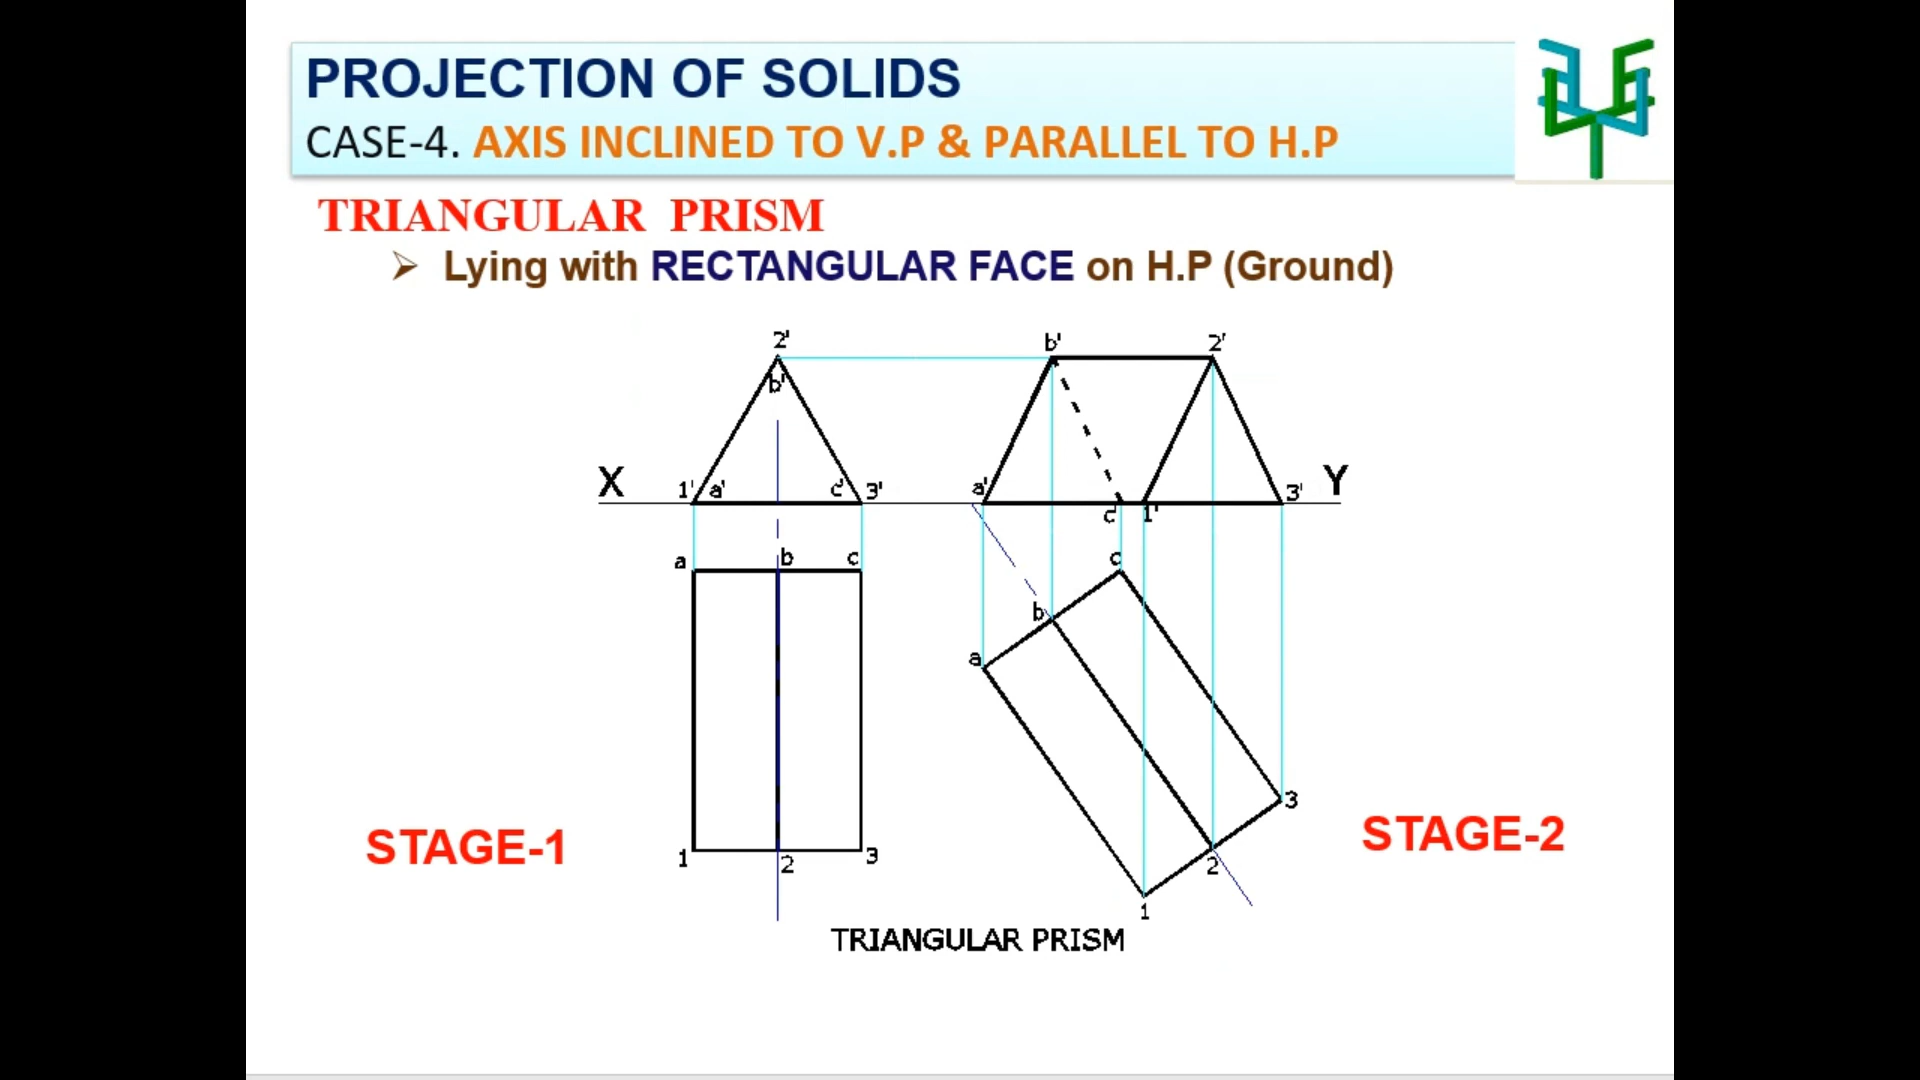 PROJECTION OF SOLIDS
CASE-4. AXIS INCLINED TO V.P & PARALLEL TO H.P
TRIANGULAR PRISM
Lying with RECTANGULAR FACE on H.P (Ground)
2' b' 2'
b'
X 1' a' c' 3' a' 3' Y
c' 1'
a b c c
b
a
3
STAGE-1 STAGE-2
1 2 3 2
1
TRIANGULAR PRISM